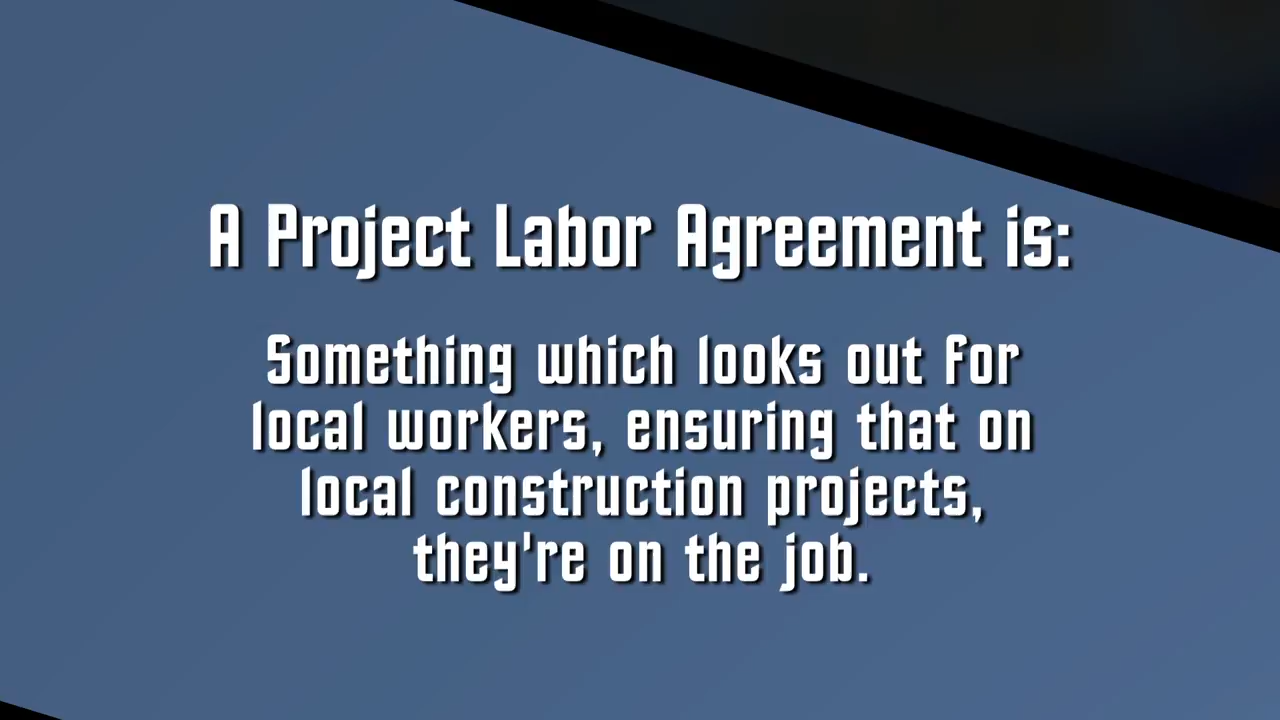 A Project Labor Agreement is:
Something which looks out for
local workers, ensuring that on
local construction projects,
they're on the job.